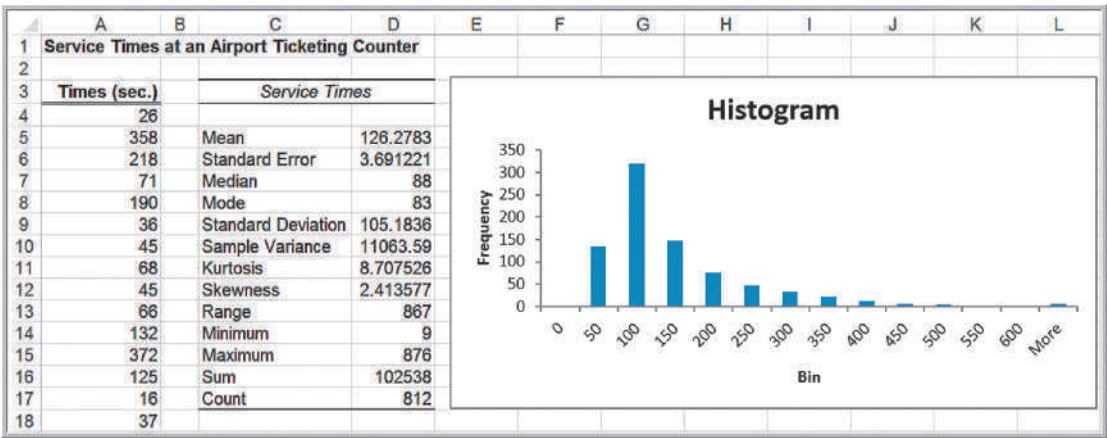 A B C D E F G H I J K L
1 Service Times at an Airport Ticketing Counter
2
3 Times (sec.) Service Times
4 26
5 358 Mean 126.2783
6 218 Standard Error 3.691221
7 71 Median 88
8 190 Mode 83
9 36 Standard Deviation 105.1836
10 45 Sample Variance 11063.59
11 68 Kurtosis 8.707526
12 45 Skewness 2.413577
13 66 Range 867
14 132 Minimum 9
15 372 Maximum 876
16 125 Sum 102538
17 16 Count 812
18 37
Histogram
Frequency
350
300
250
200
150
100
50
0
0 50 100 150 200 250 300 350 400 450 500 550 600 More
Bin